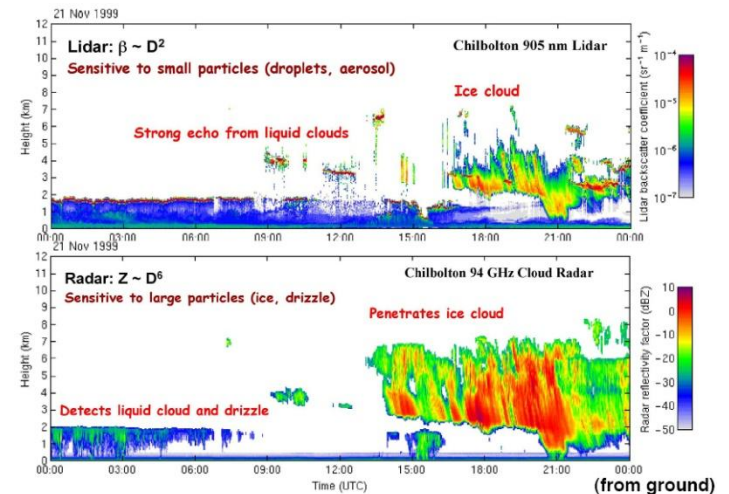 21 Nov 1999
12
11
10
9
8
7
6
5
4
3
2
1
0
Height (km)
Lidar: β ~ D²
Chilbolton 905 nm Lidar
Sensitive to small particles (droplets, aerosol)
Ice cloud
Strong echo from liquid clouds
00:00 03:00 06:00 09:00 12:00 15:00 18:00 21:00 00:00
10⁻⁴
10⁻⁵
10⁻⁶
10⁻⁷
Lidar backscatter coefficient (sr⁻¹ m⁻¹)
21 Nov 1999
12
11
10
9
8
7
6
5
4
3
2
1
0
Height (km)
Radar: Z ~ D⁶
Chilbolton 94 GHz Cloud Radar
Sensitive to large particles (ice, drizzle)
Penetrates ice cloud
Detects liquid cloud and drizzle
00:00 03:00 06:00 09:00 12:00 15:00 18:00 21:00 00:00
Time (UTC)
10
0
−10
−20
−30
−40
−50
Radar reflectivity factor (dBZ)
(from ground)